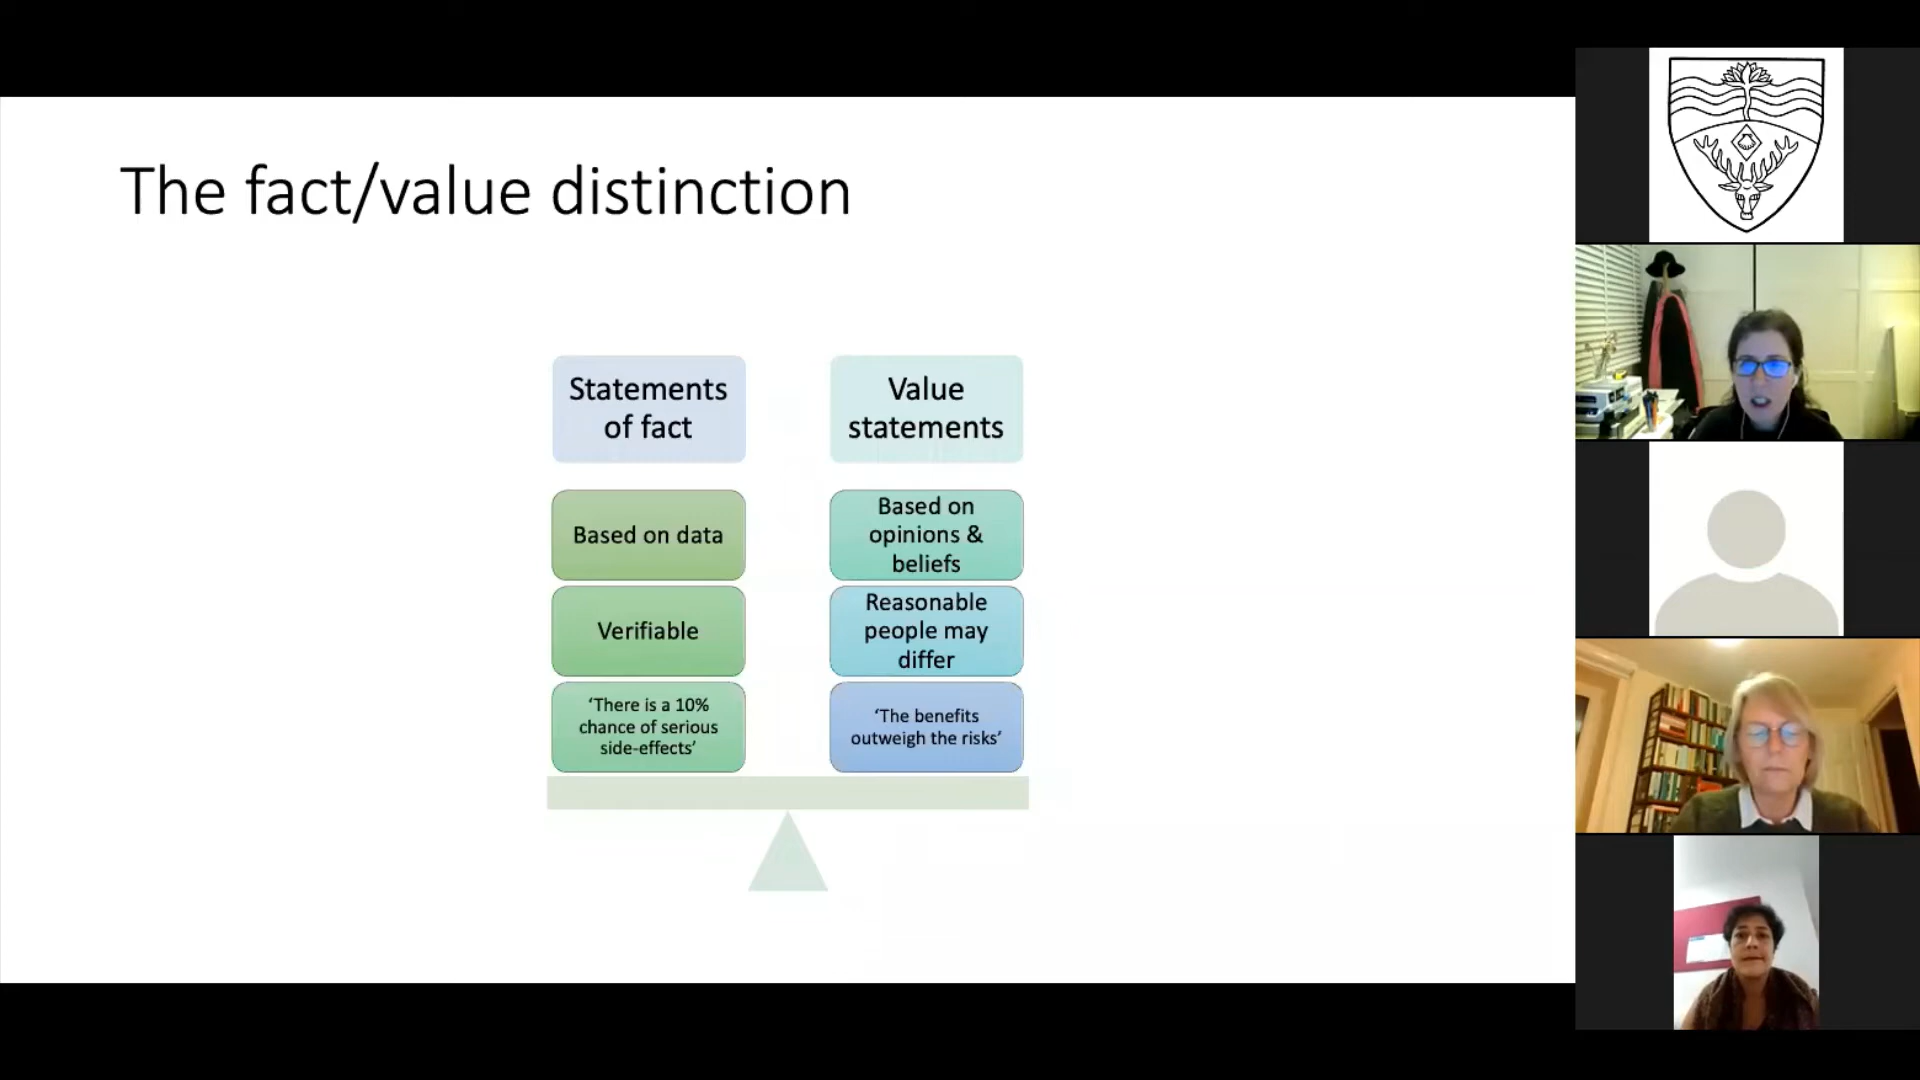 The fact/value distinction
Statements
of fact
Based on data
Verifiable
‘There is a 10%
chance of serious
side-effects’
Value
statements
Based on
opinions &
beliefs
Reasonable
people may
differ
‘The benefits
outweigh the risks’